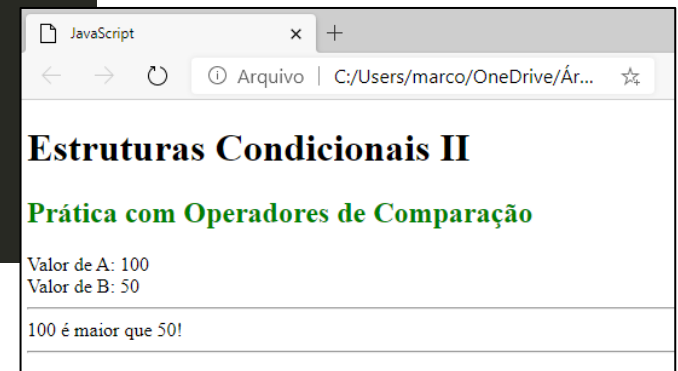 JavaScript
Arquivo | C:/Users/marco/OneDrive/Ár...
Estruturas Condicionais II
Prática com Operadores de Comparação
Valor de A: 100
Valor de B: 50
100 é maior que 50!